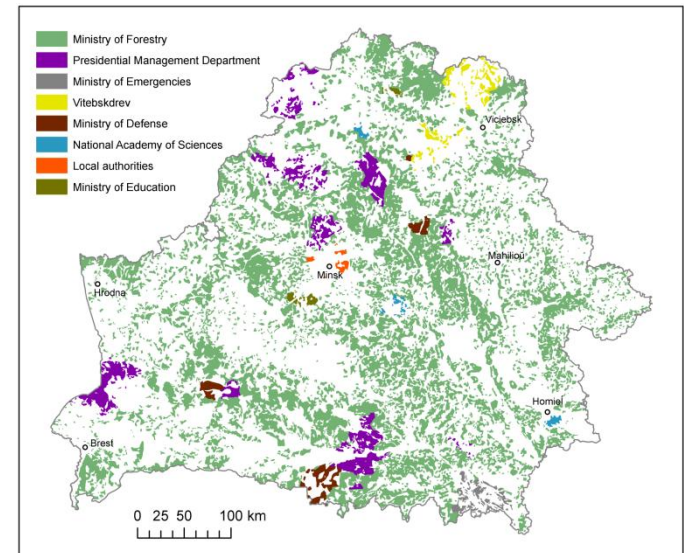 Ministry of Forestry
Presidential Management Department
Ministry of Emergencies
Vitebskdrev
Ministry of Defense
National Academy of Sciences
Local authorities
Ministry of Education
Viciebsk
Minsk
Mahilioŭ
Hrodna
Homiel
Brest
0 25 50 100 km